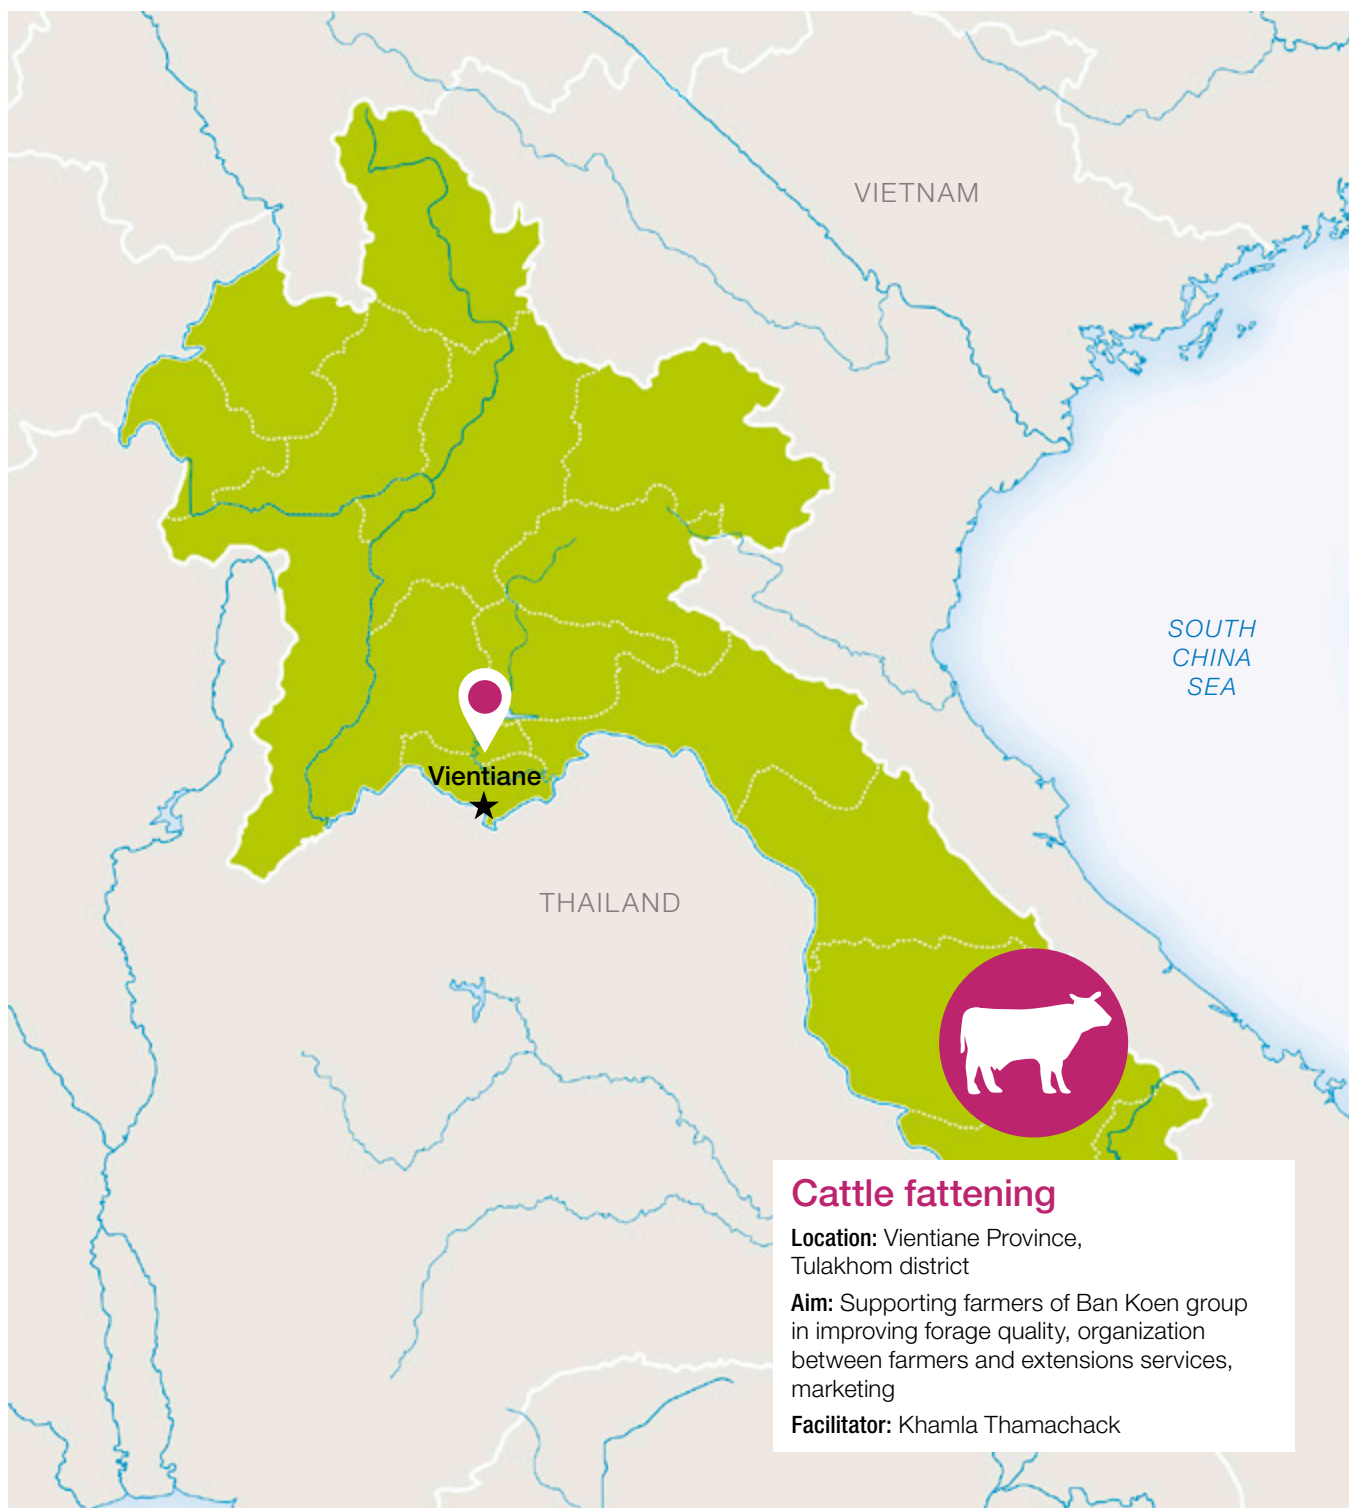 VIETNAM
SOUTH
CHINA
SEA
Vientiane
THAILAND
Cattle fattening
Location: Vientiane Province,
Tulakhom district
Aim: Supporting farmers of Ban Koen group
in improving forage quality, organization
between farmers and extensions services,
marketing
Facilitator: Khamla Thamachack